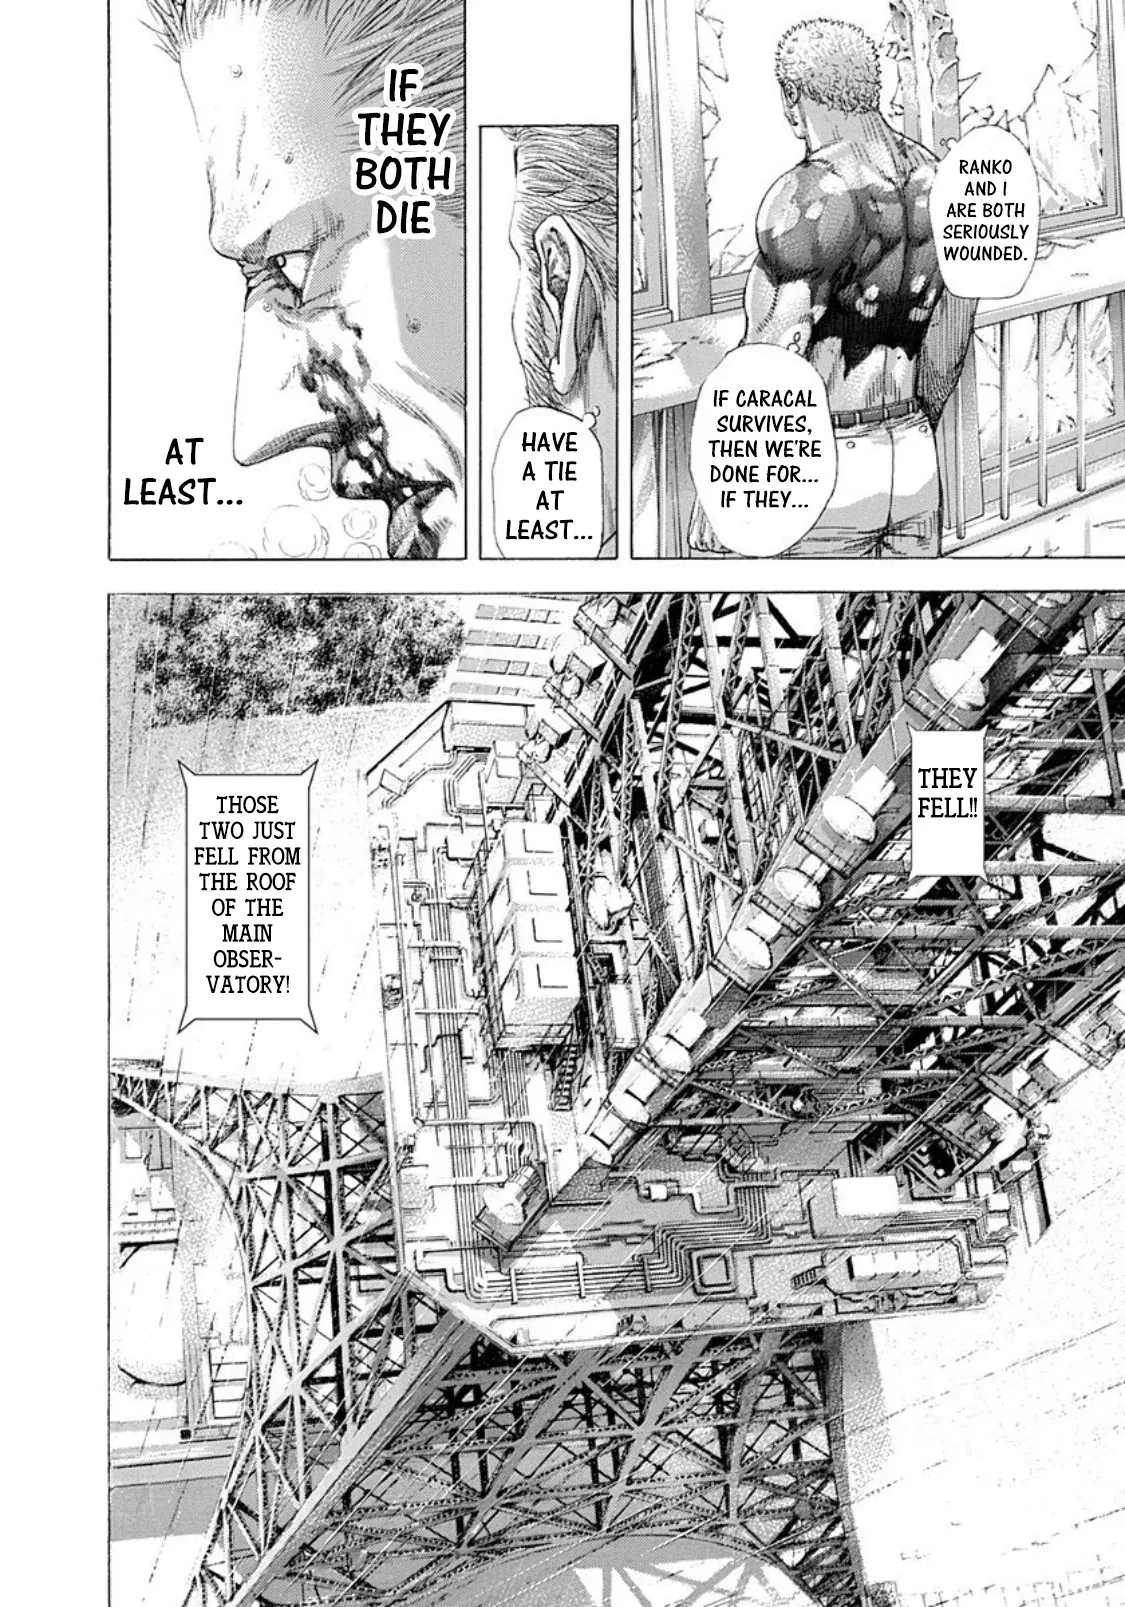 RANKO
AND I
ARE BOTH
SERIOUSLY
WOUNDED.
IF CARACAL
SURVIVES,
THEN WE'RE
DONE FOR...
IF THEY...
HAVE
A TIE
AT
LEAST...
IF
THEY
BOTH
DIE
AT
LEAST...
THEY
FELL!!
THOSE
TWO JUST
FELL FROM
THE ROOF
OF THE
MAIN
OBSER-
VATORY!